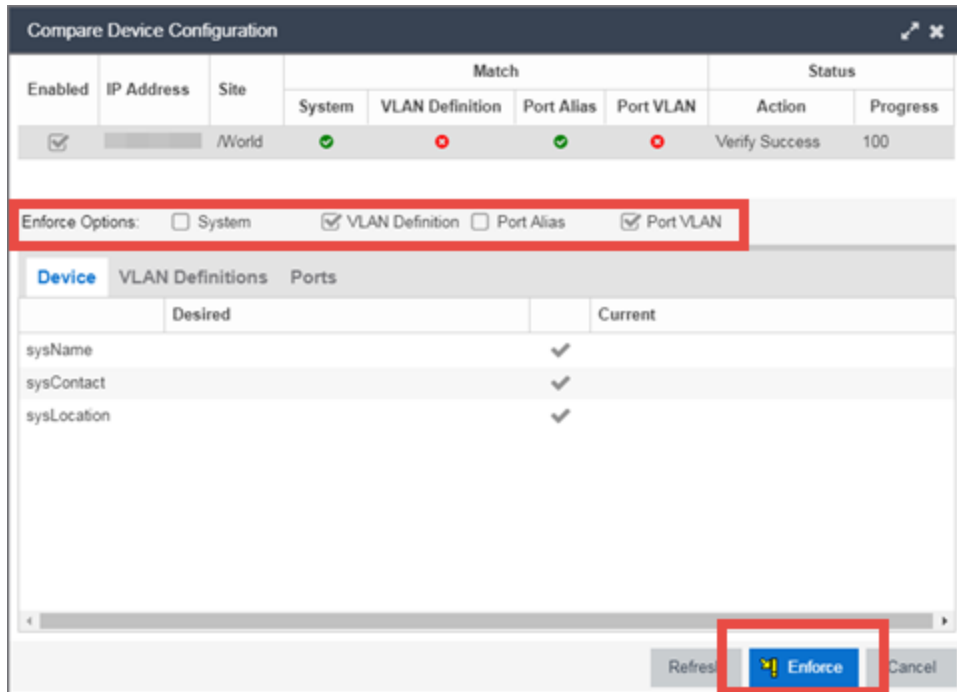 Compare Device Configuration
Enabled IP Address Site Match Status
System VLAN Definition Port Alias Port VLAN Action Progress
/World Verify Success 100
Enforce Options: System VLAN Definition Port Alias Port VLAN
Device VLAN Definitions Ports
Desired Current
sysName
sysContact
sysLocation
Enforce Cancel